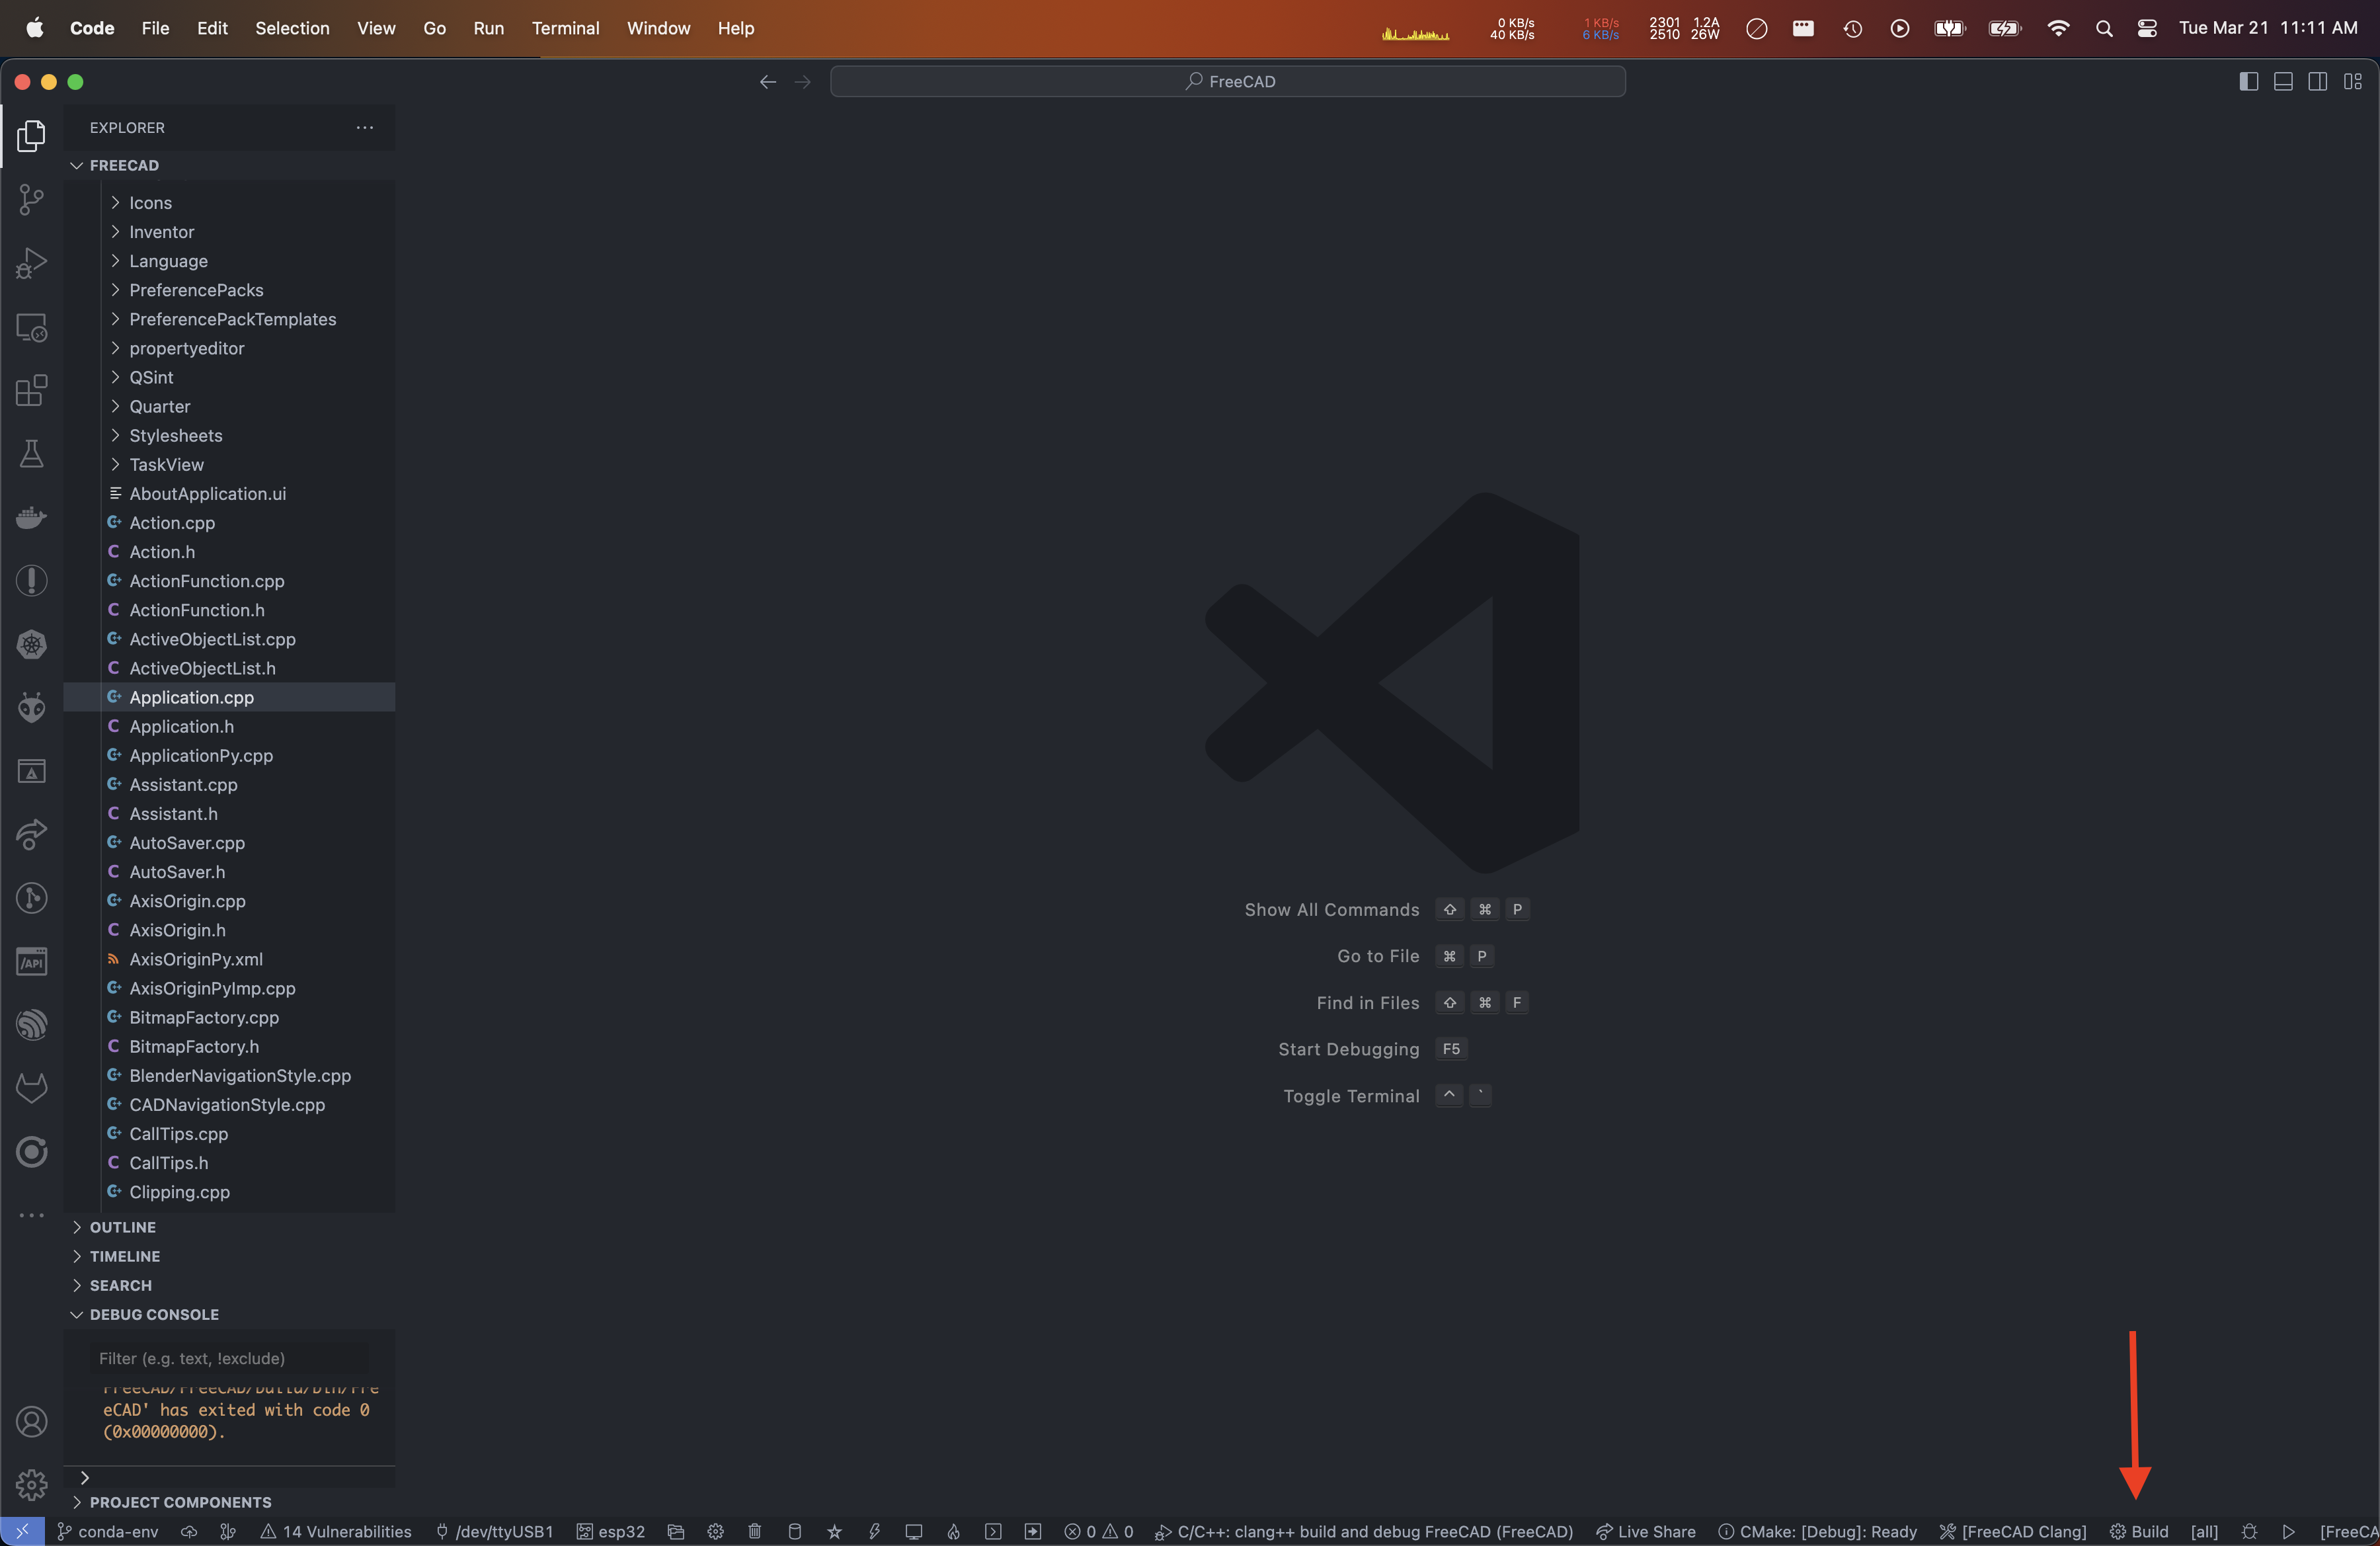 Code File Edit Selection View Go Run Terminal Window Help
0 KB/s 1 KB/s 2301 1.2A
40 KB/s 6 KB/s 2510 26W
Tue Mar 21 11:11 AM
FreeCAD
EXPLORER
FREECAD
Icons
Inventor
Language
PreferencePacks
PreferencePackTemplates
propertyeditor
QSint
Quarter
Stylesheets
TaskView
AboutApplication.ui
Action.cpp
Action.h
ActionFunction.cpp
ActionFunction.h
ActiveObjectList.cpp
ActiveObjectList.h
Application.cpp
Application.h
ApplicationPy.cpp
Assistant.cpp
Assistant.h
AutoSaver.cpp
AutoSaver.h
AxisOrigin.cpp
AxisOrigin.h
AxisOriginPy.xml
AxisOriginPyImp.cpp
BitmapFactory.cpp
BitmapFactory.h
BlenderNavigationStyle.cpp
CADNavigationStyle.cpp
CallTips.cpp
CallTips.h
Clipping.cpp
OUTLINE
TIMELINE
SEARCH
DEBUG CONSOLE
Filter (e.g. text, !exclude)
FreeCAD/FreeCAD/build/bin/Fre
eCAD' has exited with code 0
(0x00000000).
PROJECT COMPONENTS
/API
Show All Commands ⇧ ⌘ P
Go to File ⌘ P
Find in Files ⇧ ⌘ F
Start Debugging F5
Toggle Terminal ^ `
conda-env 14 Vulnerabilities /dev/ttyUSB1 esp32 0 0 C/C++: clang++ build and debug FreeCAD (FreeCAD) Live Share CMake: [Debug]: Ready [FreeCAD Clang] Build [all] [FreeCA